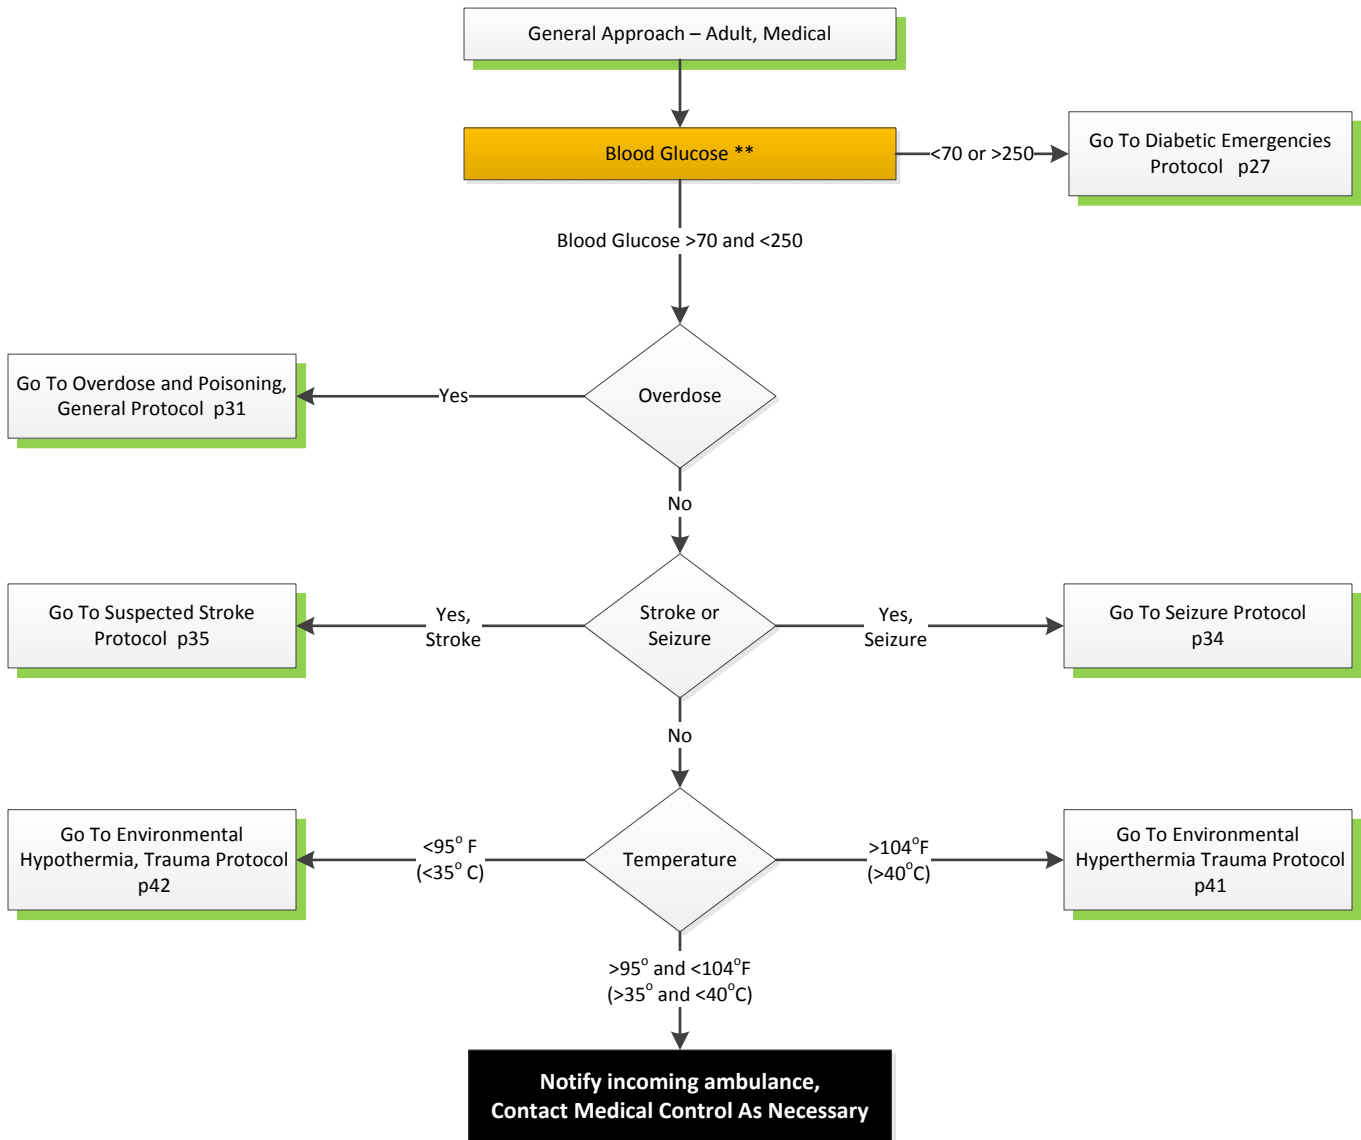 General Approach – Adult, Medical
Blood Glucose **
<70 or >250
Go To Diabetic Emergencies
Protocol p27
Blood Glucose >70 and <250
Go To Overdose and Poisoning,
General Protocol p31
Yes
Overdose
No
Go To Suspected Stroke
Protocol p35
Yes,
Stroke
Stroke or
Seizure
Yes,
Seizure
Go To Seizure Protocol
p34
No
Go To Environmental
Hypothermia, Trauma Protocol
p42
<95° F
(<35° C)
Temperature
>104°F
(>40°C)
Go To Environmental
Hyperthermia Trauma Protocol
p41
>95° and <104°F
(>35° and <40°C)
Notify incoming ambulance,
Contact Medical Control As Necessary